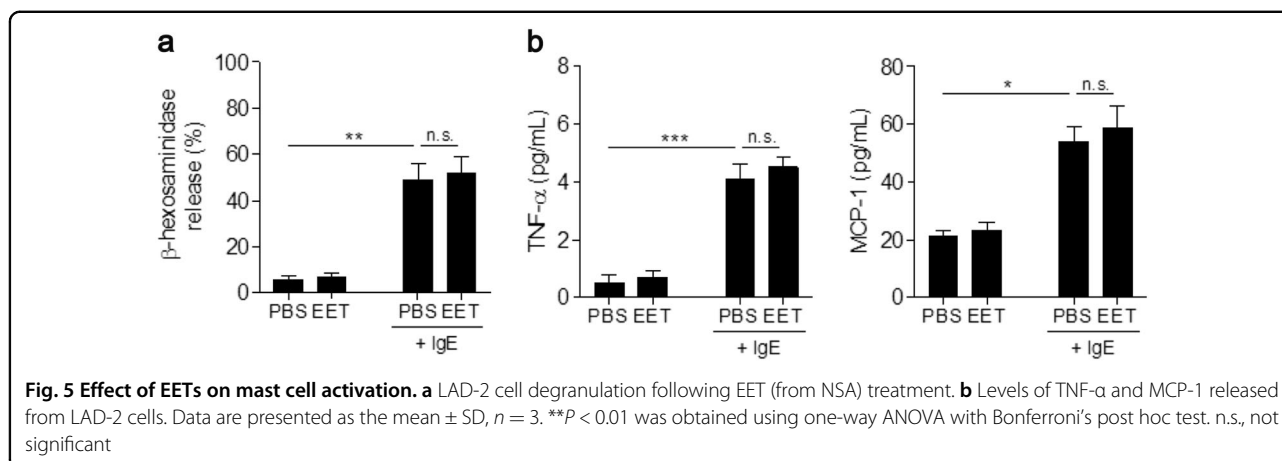 a
β-hexosaminidase
release (%)
100
80
60
40
20
0
**
n.s.
PBS EET
PBS EET
+ IgE
b
TNF-α (pg/mL)
8
6
4
2
0
***
n.s.
PBS EET
PBS EET
+ IgE
MCP-1 (pg/mL)
80
60
40
20
0
*
n.s.
PBS EET
PBS EET
+ IgE
Fig. 5 Effect of EETs on mast cell activation. a LAD-2 cell degranulation following EET (from NSA) treatment. b Levels of TNF-α and MCP-1 released
from LAD-2 cells. Data are presented as the mean ± SD, n = 3. **P < 0.01 was obtained using one-way ANOVA with Bonferroni's post hoc test. n.s., not
significant